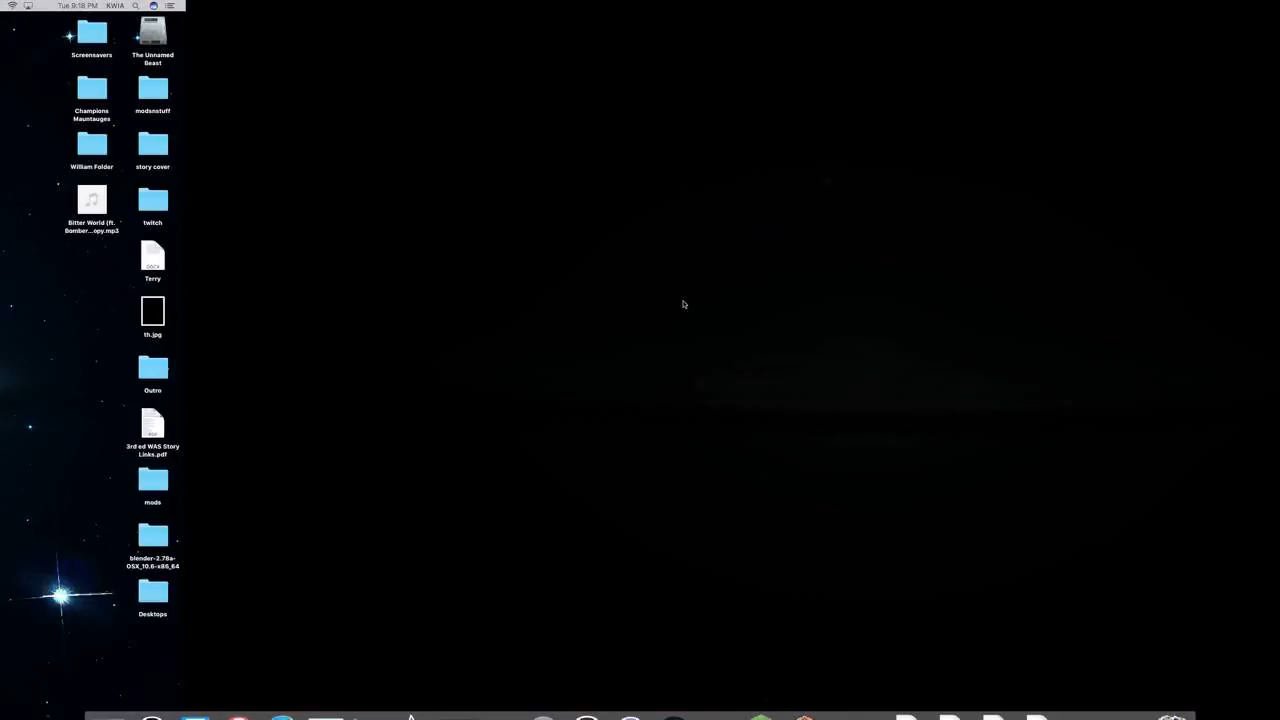 Tue 9:18 PM KWIA
Screensavers
The Unnamed
Beast
Champions
Mauntauges
modsnstuff
William Folder
story cover
Bitter World (ft.
Bomber...opy.mp3
twitch
DOCX
Terry
th.jpg
Outro
PDF
3rd ed WAS Story
Links.pdf
mods
blender-2.78a-
OSX_10.6-x86_64
Desktops